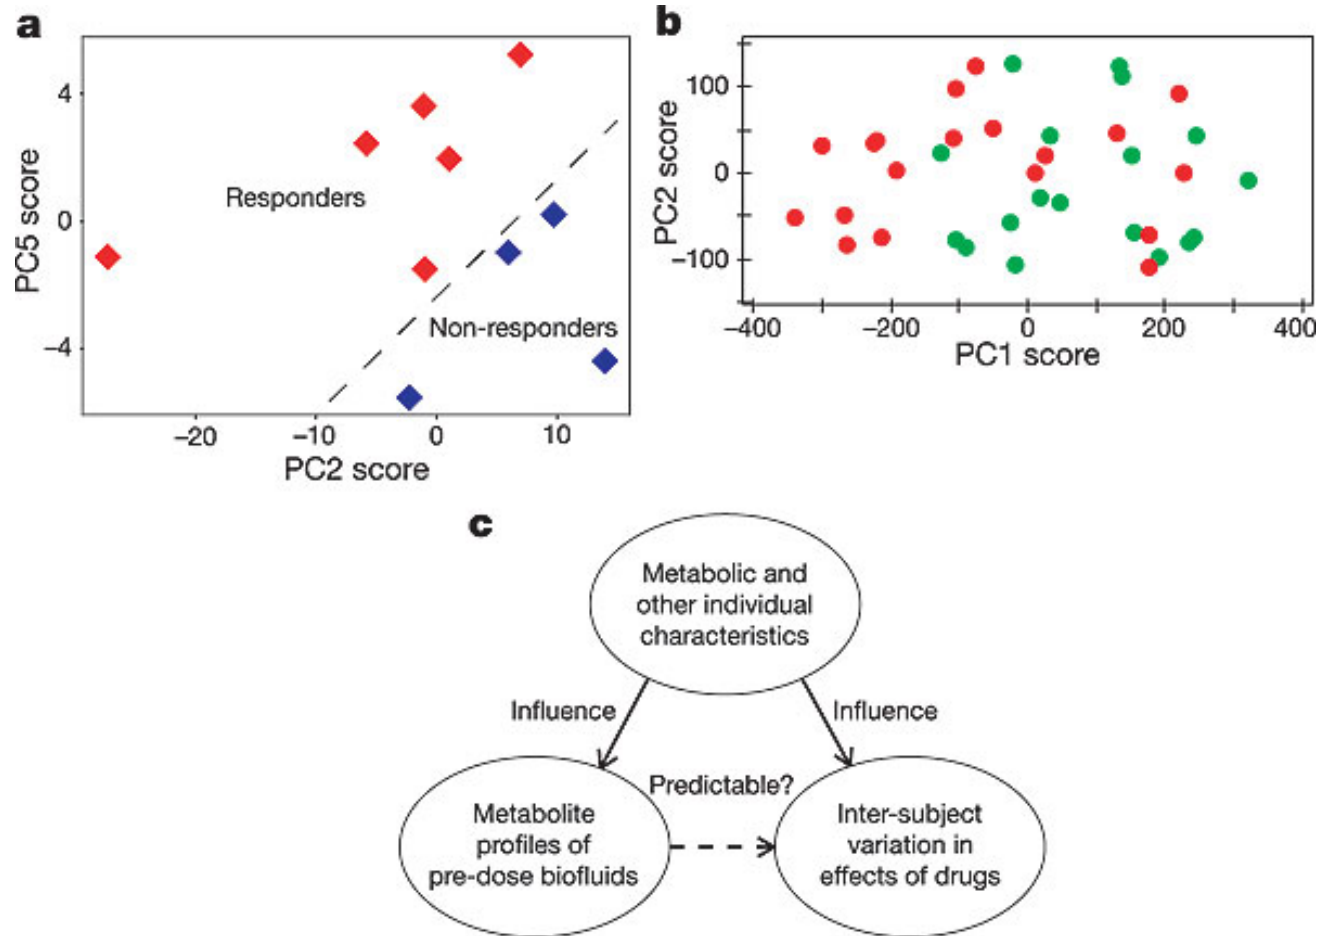 a
4
0
−4
PC5 score
Responders
Non-responders
−20
−10
0
10
PC2 score
b
100
0
−100
PC2 score
−400
−200
0
200
400
PC1 score
c
Metabolic and
other individual
characteristics
Influence
Influence
Predictable?
Metabolite
profiles of
pre-dose biofluids
Inter-subject
variation in
effects of drugs